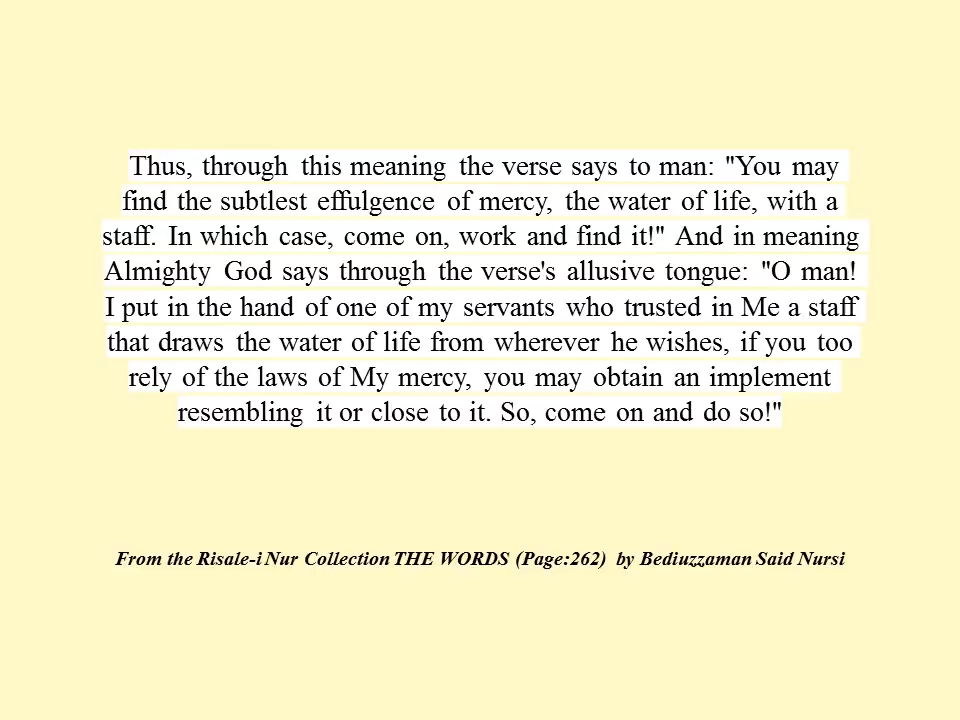 Thus, through this meaning the verse says to man: "You may
find the subtlest effulgence of mercy, the water of life, with a
staff. In which case, come on, work and find it!" And in meaning
Almighty God says through the verse's allusive tongue: "O man!
I put in the hand of one of my servants who trusted in Me a staff
that draws the water of life from wherever he wishes, if you too
rely of the laws of My mercy, you may obtain an implement
resembling it or close to it. So, come on and do so!"
From the Risale-i Nur Collection THE WORDS (Page:262) by Bediuzzaman Said Nursi